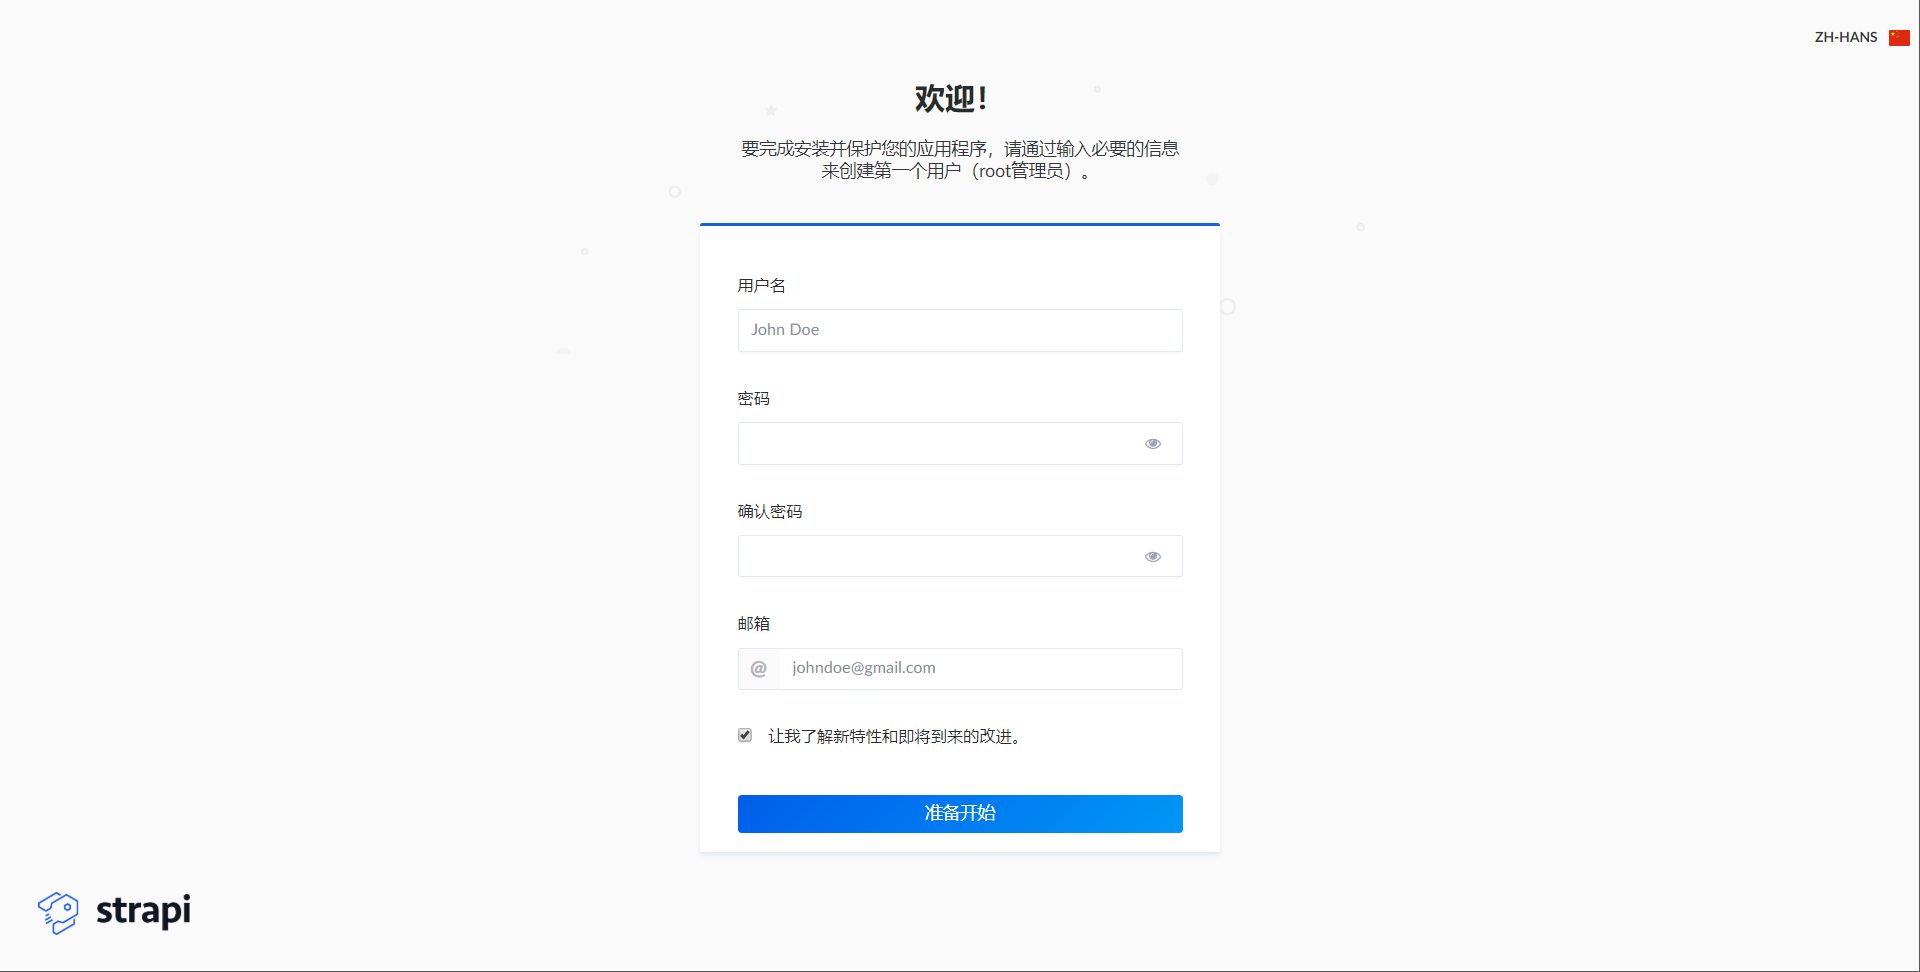 ZH-HANS
欢迎！
要完成安装并保护您的应用程序，请通过输入必要的信息
来创建第一个用户（root管理员）。
用户名
John Doe
密码
确认密码
邮箱
@ johndoe@gmail.com
让我了解新特性和即将到来的改进。
准备开始
strapi